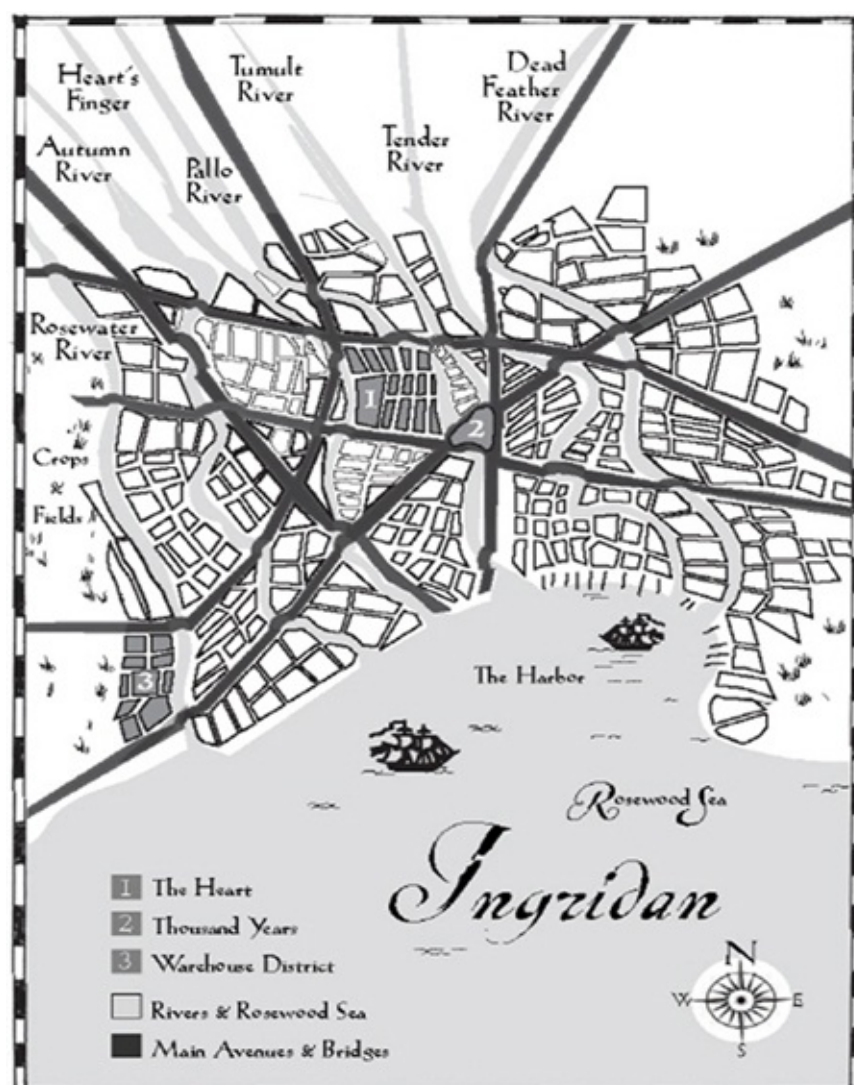 Heart's
Finger
Tumult
River
Dead
Feather
River
Autumn
River
Pallo
River
Tender
River
Rosewater
River
1
2
Crops
&
Fields
3
The Harbor
Rosewood Sea
Ingridan
1 The Heart
2 Thousand Years
3 Warehouse District
Rivers & Rosewood Sea
Main Avenues & Bridges
N
W E
S